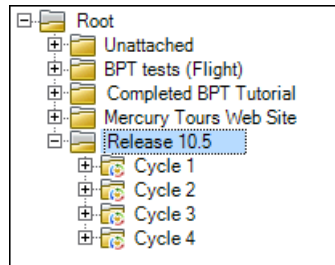 Root
Unattached
BPT tests (Flight)
Completed BPT Tutorial
Mercury Tours Web Site
Release 10.5
Cycle 1
Cycle 2
Cycle 3
Cycle 4